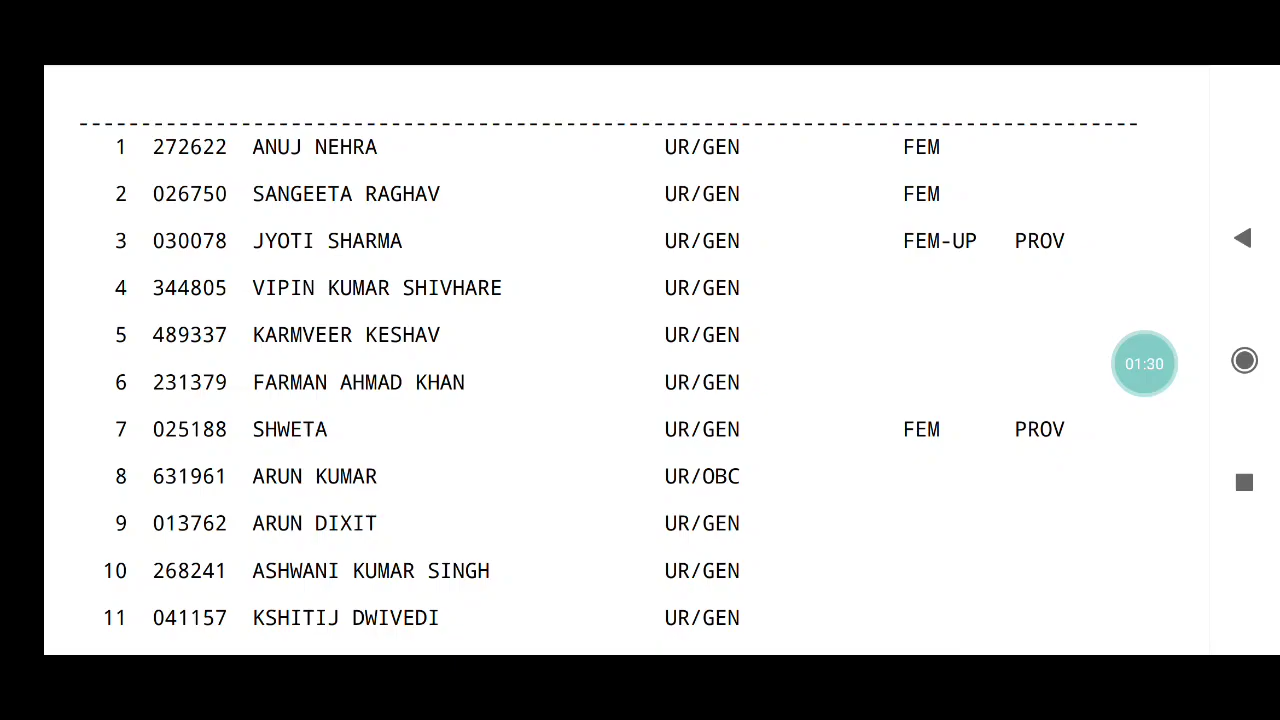 --------------------------------------------------------------------------------
1 272622 ANUJ NEHRA UR/GEN FEM
2 026750 SANGEETA RAGHAV UR/GEN FEM
3 030078 JYOTI SHARMA UR/GEN FEM-UP PROV
4 344805 VIPIN KUMAR SHIVHARE UR/GEN
5 489337 KARMVEER KESHAV UR/GEN
01:30
6 231379 FARMAN AHMAD KHAN UR/GEN
7 025188 SHWETA UR/GEN FEM PROV
8 631961 ARUN KUMAR UR/OBC
9 013762 ARUN DIXIT UR/GEN
10 268241 ASHWANI KUMAR SINGH UR/GEN
11 041157 KSHITIJ DWIVEDI UR/GEN